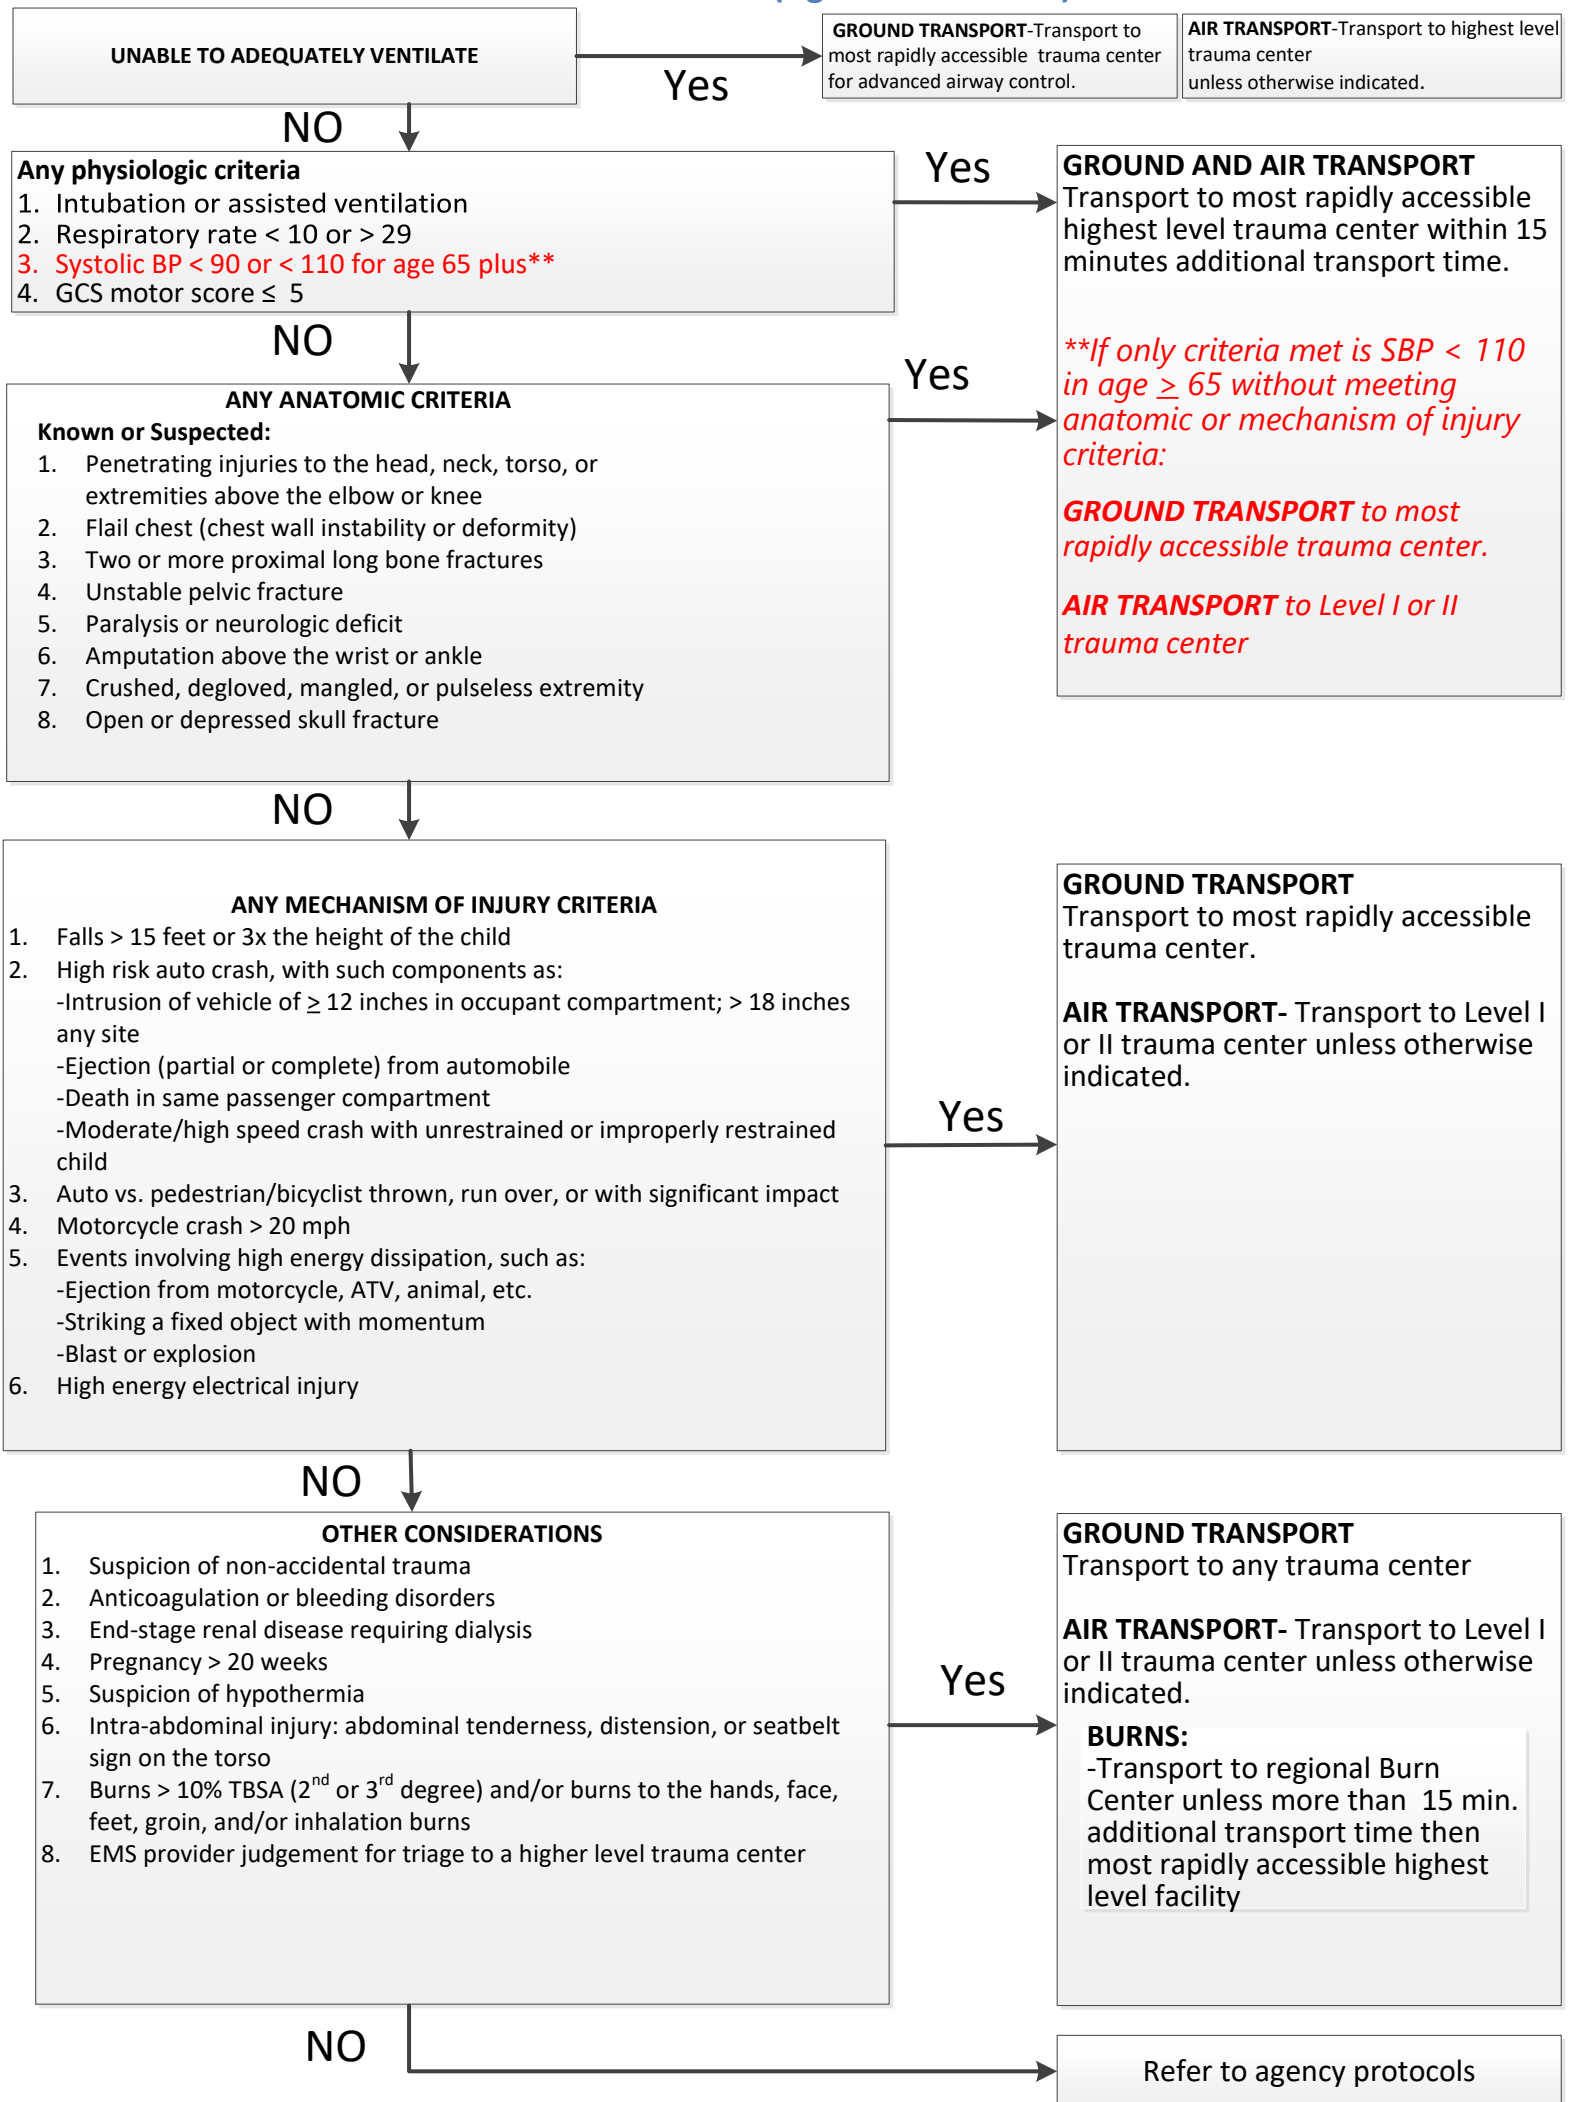 UNABLE TO ADEQUATELY VENTILATE
Yes
GROUND TRANSPORT-Transport to
most rapidly accessible trauma center
for advanced airway control.
AIR TRANSPORT-Transport to highest level
trauma center
unless otherwise indicated.
NO
Any physiologic criteria
1. Intubation or assisted ventilation
2. Respiratory rate < 10 or > 29
3. Systolic BP < 90 or < 110 for age 65 plus**
4. GCS motor score ≤ 5
Yes
GROUND AND AIR TRANSPORT
Transport to most rapidly accessible
highest level trauma center within 15
minutes additional transport time.
**If only criteria met is SBP < 110
in age ≥ 65 without meeting
anatomic or mechanism of injury
criteria:
GROUND TRANSPORT to most
rapidly accessible trauma center.
AIR TRANSPORT to Level I or II
trauma center
NO
Yes
ANY ANATOMIC CRITERIA
Known or Suspected:
1. Penetrating injuries to the head, neck, torso, or
extremities above the elbow or knee
2. Flail chest (chest wall instability or deformity)
3. Two or more proximal long bone fractures
4. Unstable pelvic fracture
5. Paralysis or neurologic deficit
6. Amputation above the wrist or ankle
7. Crushed, degloved, mangled, or pulseless extremity
8. Open or depressed skull fracture
NO
ANY MECHANISM OF INJURY CRITERIA
1. Falls > 15 feet or 3x the height of the child
2. High risk auto crash, with such components as:
-Intrusion of vehicle of ≥ 12 inches in occupant compartment; > 18 inches
any site
-Ejection (partial or complete) from automobile
-Death in same passenger compartment
-Moderate/high speed crash with unrestrained or improperly restrained
child
3. Auto vs. pedestrian/bicyclist thrown, run over, or with significant impact
4. Motorcycle crash > 20 mph
5. Events involving high energy dissipation, such as:
-Ejection from motorcycle, ATV, animal, etc.
-Striking a fixed object with momentum
-Blast or explosion
6. High energy electrical injury
Yes
GROUND TRANSPORT
Transport to most rapidly accessible
trauma center.
AIR TRANSPORT- Transport to Level I
or II trauma center unless otherwise
indicated.
NO
OTHER CONSIDERATIONS
1. Suspicion of non-accidental trauma
2. Anticoagulation or bleeding disorders
3. End-stage renal disease requiring dialysis
4. Pregnancy > 20 weeks
5. Suspicion of hypothermia
6. Intra-abdominal injury: abdominal tenderness, distension, or seatbelt
sign on the torso
7. Burns > 10% TBSA (2nd or 3rd degree) and/or burns to the hands, face,
feet, groin, and/or inhalation burns
8. EMS provider judgement for triage to a higher level trauma center
Yes
GROUND TRANSPORT
Transport to any trauma center
AIR TRANSPORT- Transport to Level I
or II trauma center unless otherwise
indicated.
BURNS:
-Transport to regional Burn
Center unless more than 15 min.
additional transport time then
most rapidly accessible highest
level facility
NO
Refer to agency protocols